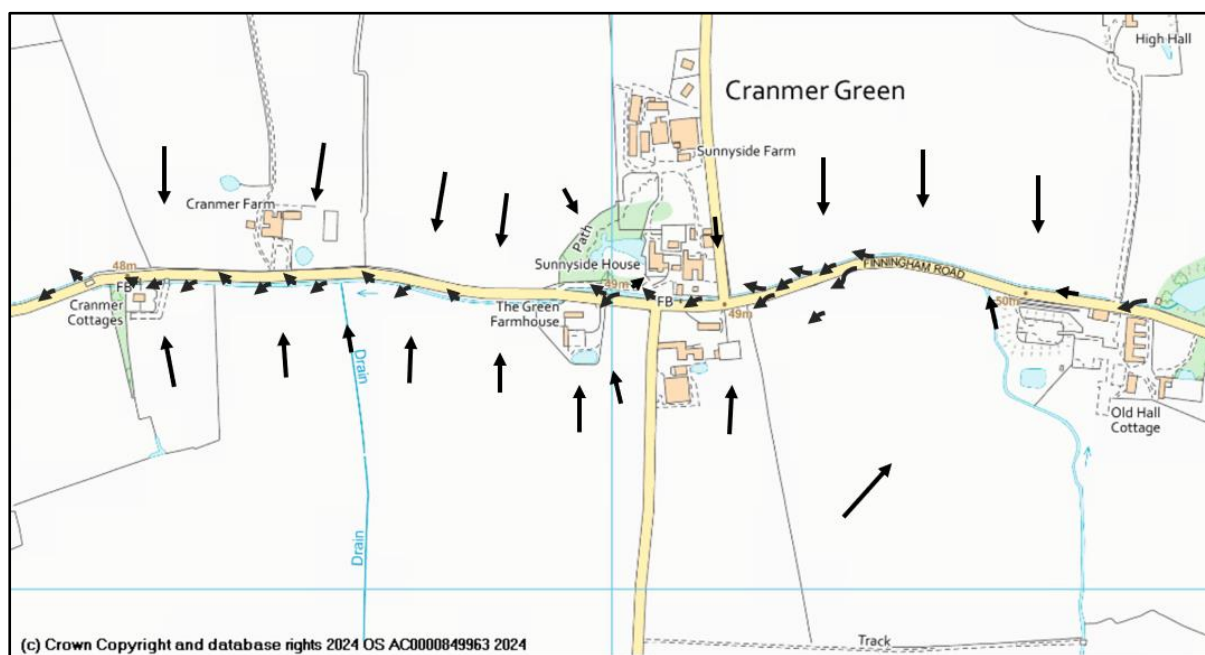 High Hall
Cranmer Green
Sunnyside Farm
Cranmer Farm
Path
Sunnyside House
48m
FB
Cranmer
Cottages
49m
The Green
Farmhouse
FB
49m
FINNINGHAM ROAD
50m
Old Hall
Cottage
Drain
Drain
Track
(c) Crown Copyright and database rights 2024 OS AC0000849963 2024